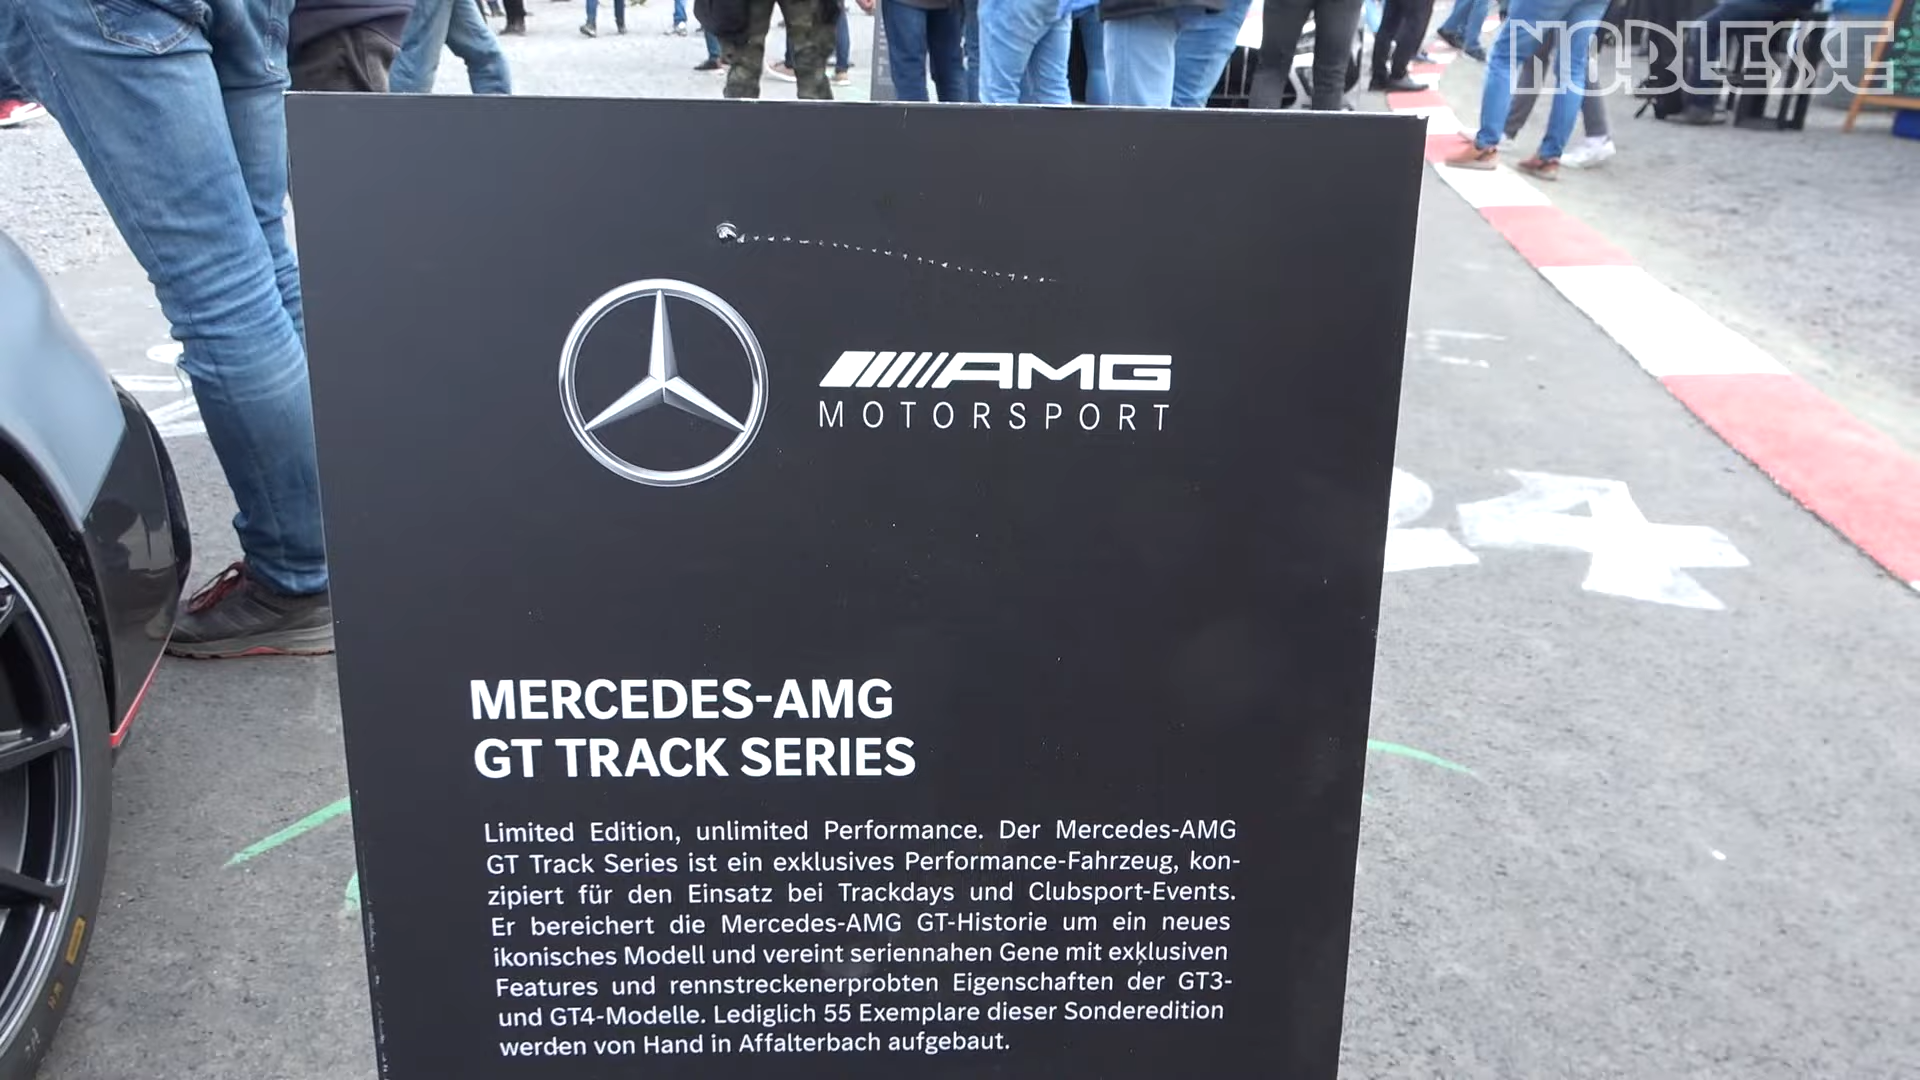 NOBLESSE
AMG
MOTORSPORT
24
MERCEDES-AMG
GT TRACK SERIES
Limited Edition, unlimited Performance. Der Mercedes-AMG
GT Track Series ist ein exklusives Performance-Fahrzeug, kon-
zipiert für den Einsatz bei Trackdays und Clubsport-Events.
Er bereichert die Mercedes-AMG GT-Historie um ein neues
ikonisches Modell und vereint seriennahen Gene mit exklusiven
Features und rennstreckenerprobten Eigenschaften der GT3-
und GT4-Modelle. Lediglich 55 Exemplare dieser Sonderedition
werden von Hand in Affalterbach aufgebaut.